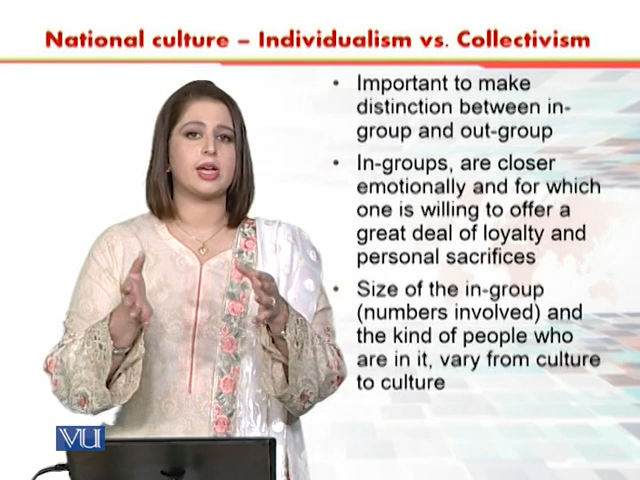 National culture – Individualism vs. Collectivism
• Important to make
distinction between in-
group and out-group
• In-groups, are closer
emotionally and for which
one is willing to offer a
great deal of loyalty and
personal sacrifices
• Size of the in-group
(numbers involved) and
the kind of people who
are in it, vary from culture
to culture
VU